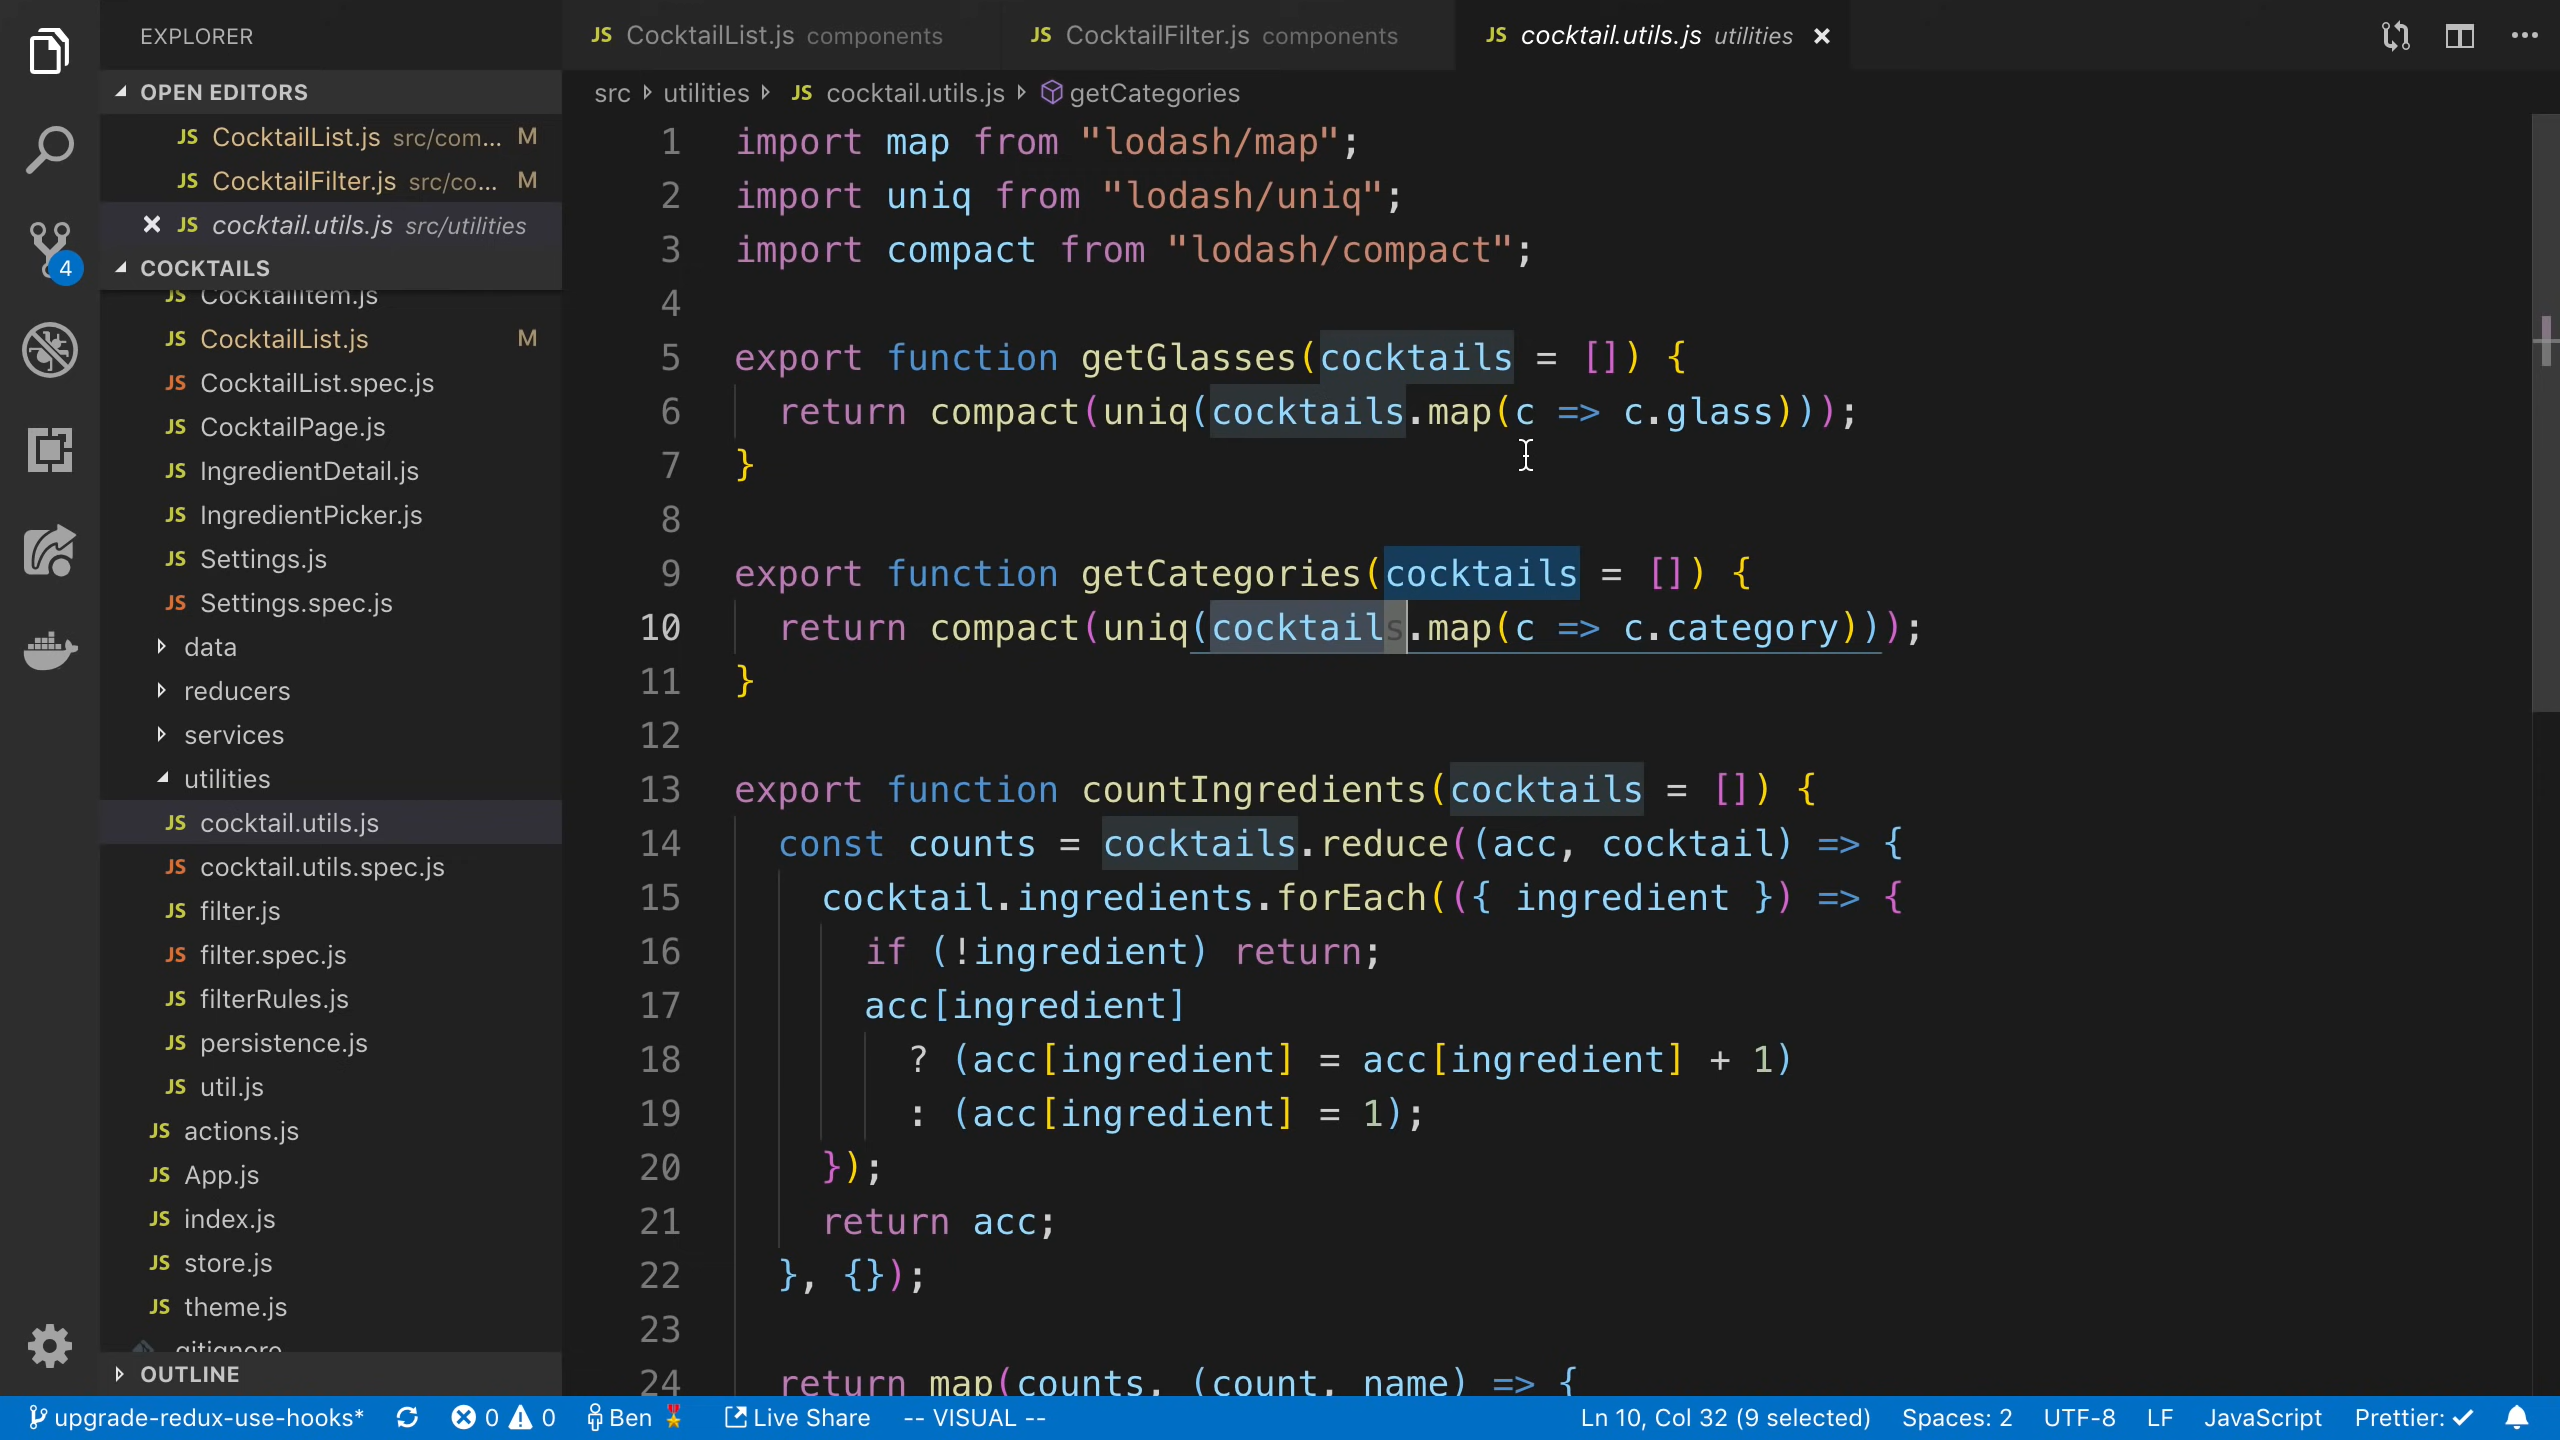 EXPLORER
OPEN EDITORS
JS CocktailList.js src/com... M
JS CocktailFilter.js src/co... M
JS cocktail.utils.js src/utilities
COCKTAILS
JS CocktailItem.js
JS CocktailList.js M
JS CocktailList.spec.js
JS CocktailPage.js
JS IngredientDetail.js
JS IngredientPicker.js
JS Settings.js
JS Settings.spec.js
data
reducers
services
utilities
JS cocktail.utils.js
JS cocktail.utils.spec.js
JS filter.js
JS filter.spec.js
JS filterRules.js
JS persistence.js
JS util.js
JS actions.js
JS App.js
JS index.js
JS store.js
JS theme.js
.gitignore
OUTLINE
4
JS CocktailList.js components
JS CocktailFilter.js components
JS cocktail.utils.js utilities
src utilities JS cocktail.utils.js getCategories
1 import map from "lodash/map";
2 import uniq from "lodash/uniq";
3 import compact from "lodash/compact";
4
5 export function getGlasses(cocktails = []) {
6 return compact(uniq(cocktails.map(c => c.glass)));
7 }
8
9 export function getCategories(cocktails = []) {
10 return compact(uniq(cocktails.map(c => c.category)));
11 }
12
13 export function countIngredients(cocktails = []) {
14 const counts = cocktails.reduce((acc, cocktail) => {
15 cocktail.ingredients.forEach(({ ingredient }) => {
16 if (!ingredient) return;
17 acc[ingredient]
18 ? (acc[ingredient] = acc[ingredient] + 1)
19 : (acc[ingredient] = 1);
20 });
21 return acc;
22 }, {});
23
24 return map(counts, (count, name) => {
upgrade-redux-use-hooks* 0 0 Ben Live Share -- VISUAL -- Ln 10, Col 32 (9 selected) Spaces: 2 UTF-8 LF JavaScript Prettier: ✓